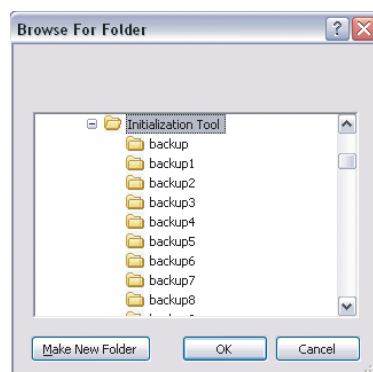 Browse For Folder
Initialization Tool
backup
backup1
backup2
backup3
backup4
backup5
backup6
backup7
backup8
Make New Folder OK Cancel